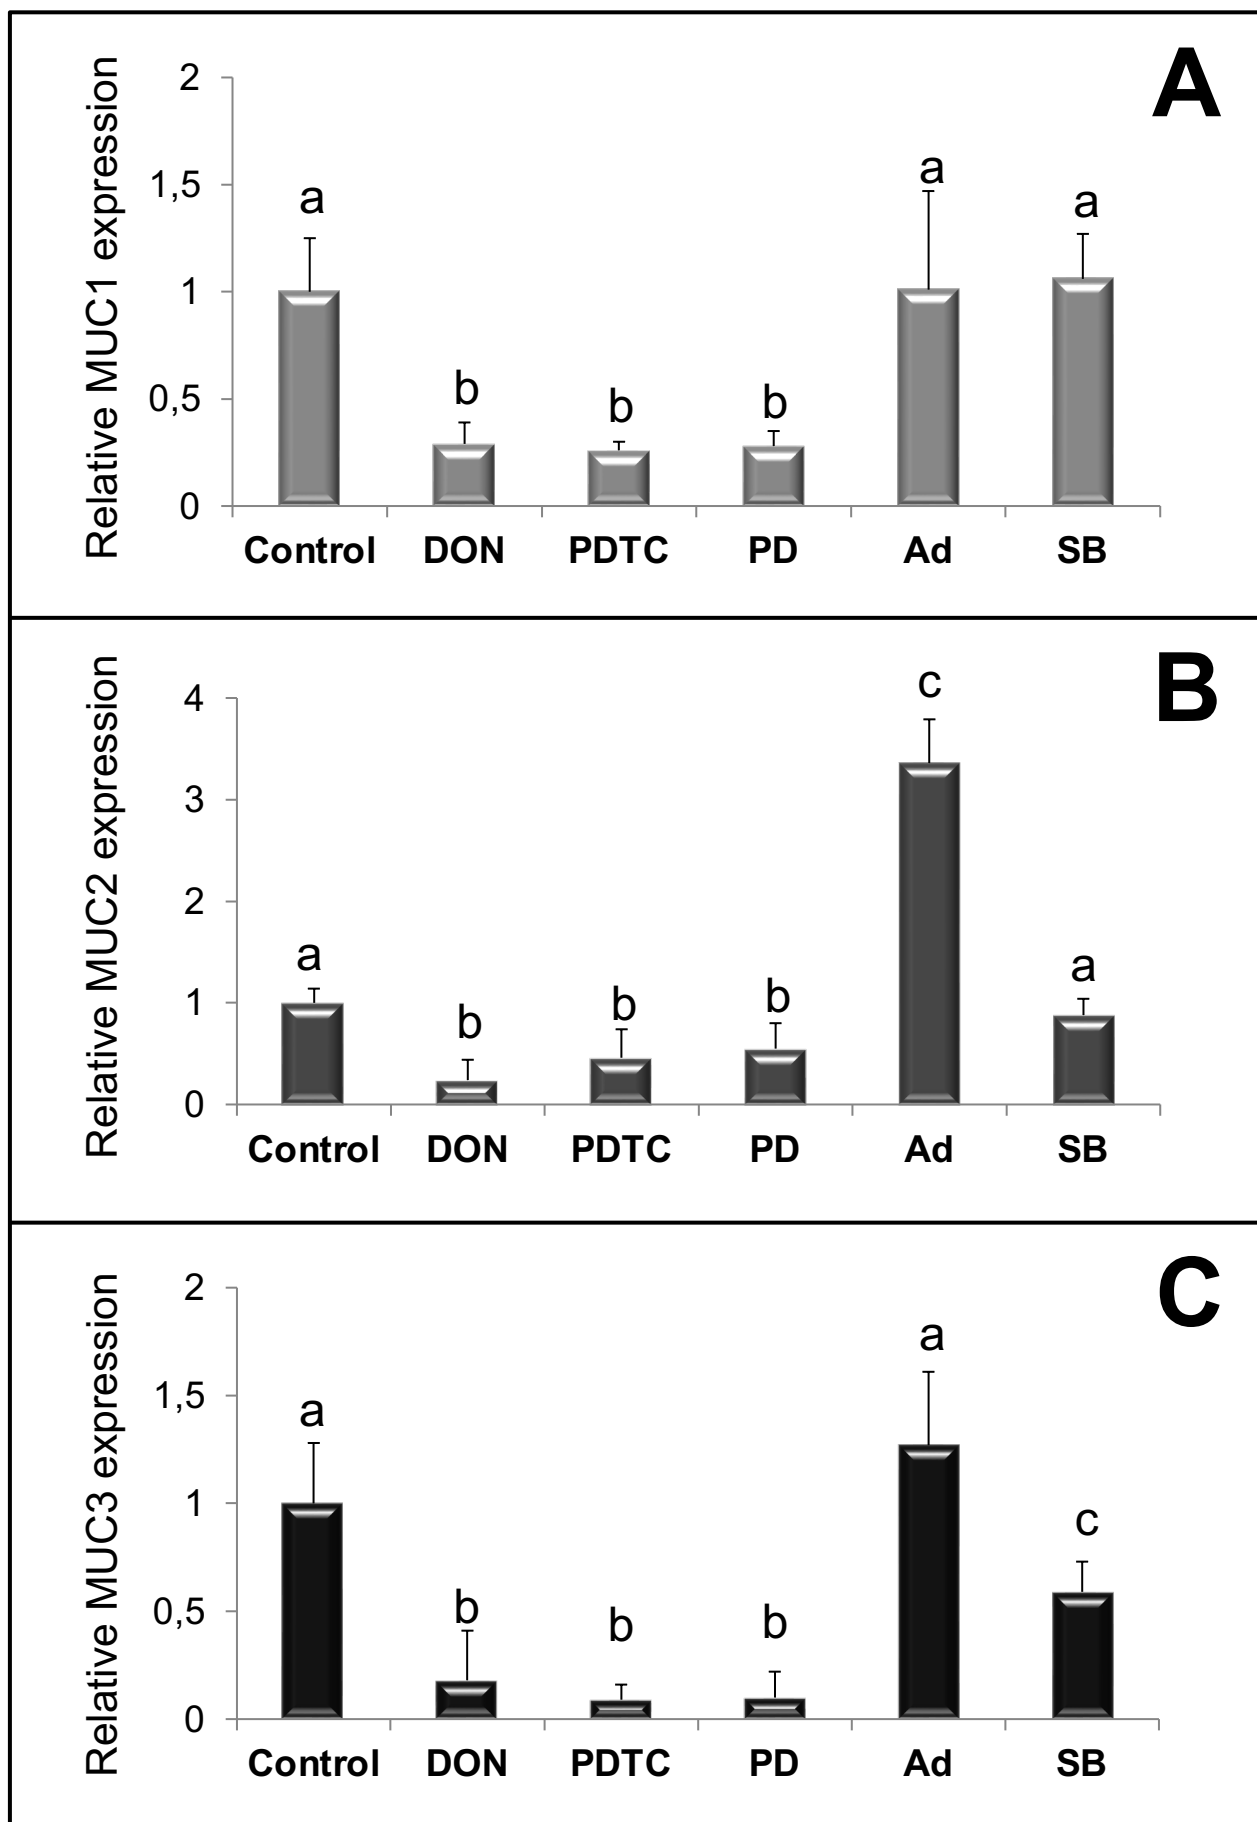 A
Relative MUC1 expression
2
1,5
1
0,5
0
a
b
b
b
a
a
Control DON PDTC PD Ad SB
B
Relative MUC2 expression
4
3
2
1
0
a
b
b
b
c
a
Control DON PDTC PD Ad SB
C
Relative MUC3 expression
2
1,5
1
0,5
0
a
b
b
b
a
c
Control DON PDTC PD Ad SB